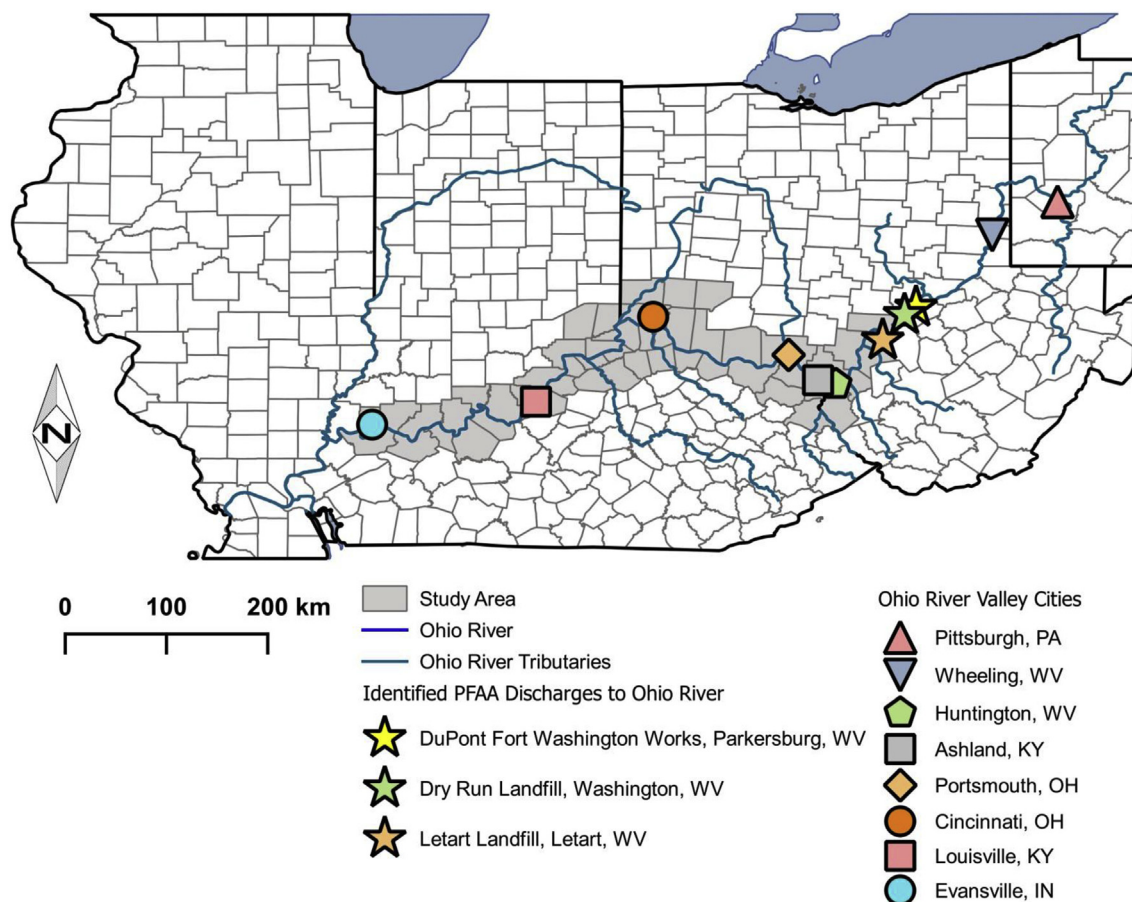 N
0 100 200 km
Study Area
Ohio River
Ohio River Tributaries
Identified PFAA Discharges to Ohio River
DuPont Fort Washington Works, Parkersburg, WV
Dry Run Landfill, Washington, WV
Letart Landfill, Letart, WV
Ohio River Valley Cities
Pittsburgh, PA
Wheeling, WV
Huntington, WV
Ashland, KY
Portsmouth, OH
Cincinnati, OH
Louisville, KY
Evansville, IN